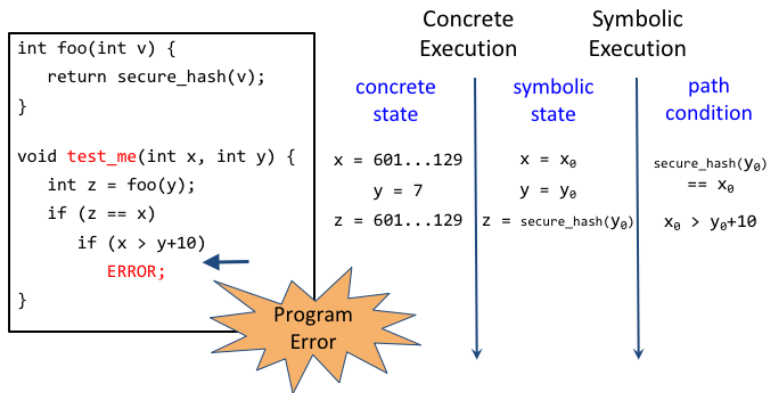 int foo(int v) {
return secure_hash(v);
}
void test_me(int x, int y) {
int z = foo(y);
if (z == x)
if (x > y+10)
ERROR;
}
Program
Error
Concrete
Execution
Symbolic
Execution
concrete
state
symbolic
state
path
condition
x = 601...129
y = 7
z = 601...129
x = x₀
y = y₀
z = secure_hash(y₀)
secure_hash(y₀)
== x₀
x₀ > y₀+10